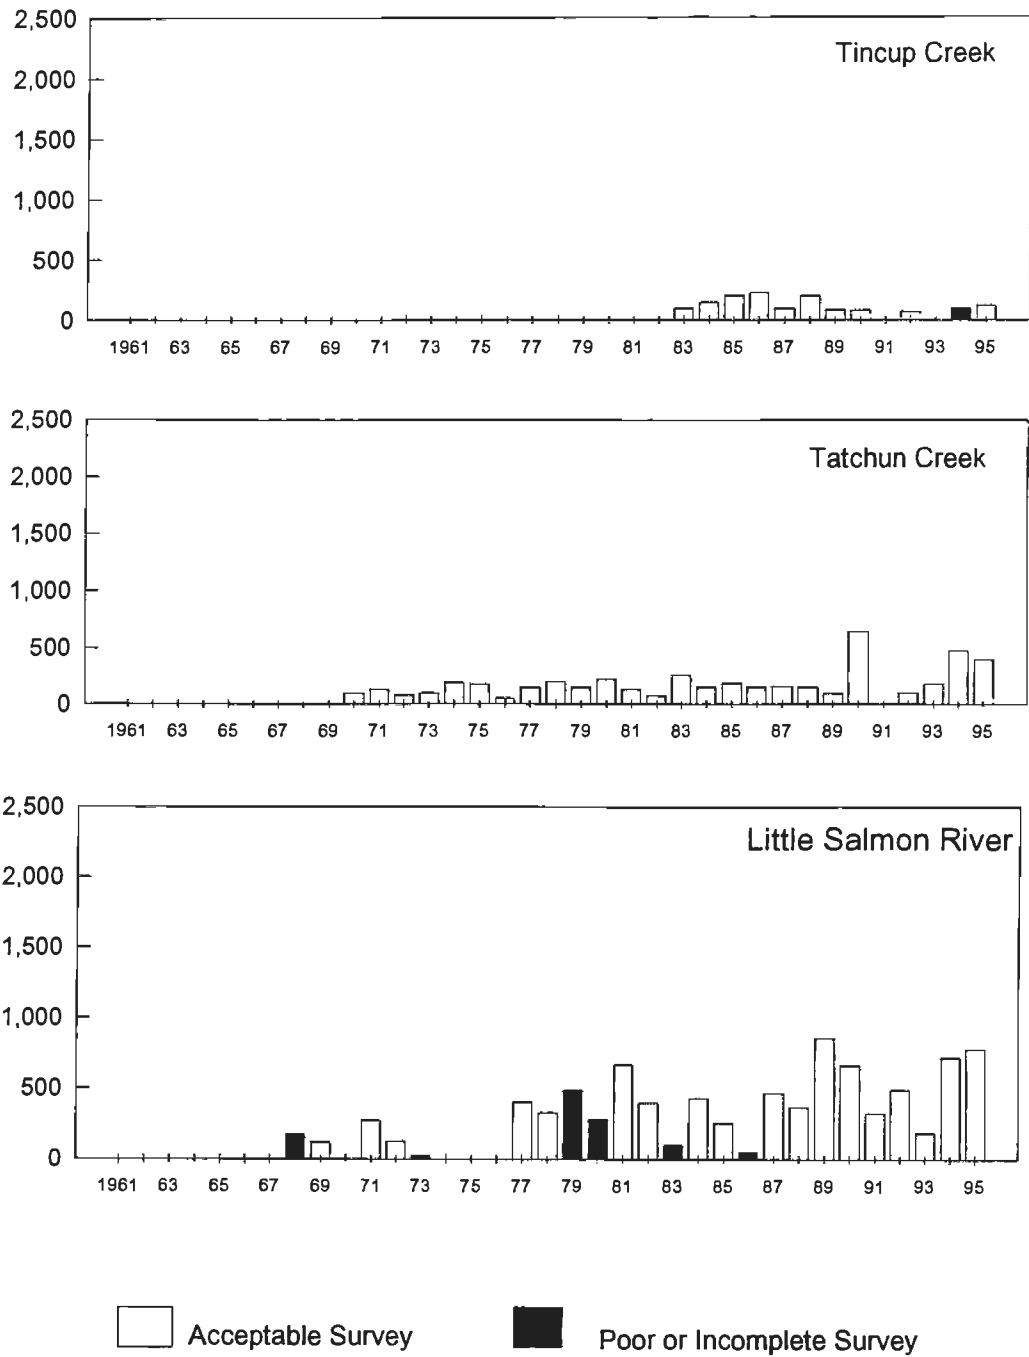 2,500
Tincup Creek
2,000
1,500
1,000
500
0
1961 63 65 67 69 71 73 75 77 79 81 83 85 87 89 91 93 95
2,500
Tatchun Creek
2,000
1,500
1,000
500
0
1961 63 65 67 69 71 73 75 77 79 81 83 85 87 89 91 93 95
2,500
Little Salmon River
2,000
1,500
1,000
500
0
1961 63 65 67 69 71 73 75 77 79 81 83 85 87 89 91 93 95
Acceptable Survey Poor or Incomplete Survey